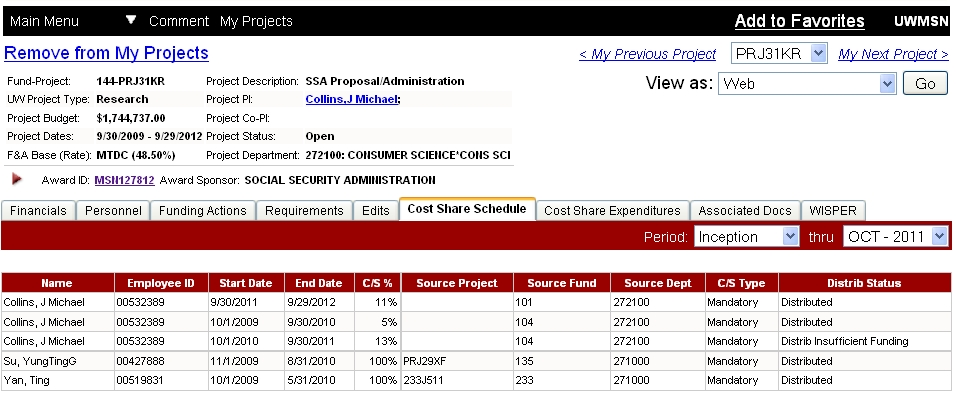 Main Menu ▼ Comment My Projects Add to Favorites UWMSN
Remove from My Projects < My Previous Project PRJ31KR My Next Project >
View as: Web Go
Fund-Project: 144-PRJ31KR Project Description: SSA Proposal/Administration
UW Project Type: Research Project PI: Collins,J Michael;
Project Budget: $1,744,737.00 Project Co-PI:
Project Dates: 9/30/2009 - 9/29/2012 Project Status: Open
F&A Base (Rate): MTDC (48.50%) Project Department: 272100: CONSUMER SCIENCE*CONS SCI
Award ID: MSN127812 Award Sponsor: SOCIAL SECURITY ADMINISTRATION
Financials Personnel Funding Actions Requirements Edits Cost Share Schedule Cost Share Expenditures Associated Docs WISPER
Period: Inception thru OCT - 2011
Name Employee ID Start Date End Date C/S % Source Project Source Fund Source Dept C/S Type Distrib Status
Collins, J Michael 00532389 9/30/2011 9/29/2012 11% 101 272100 Mandatory Distributed
Collins, J Michael 00532389 10/1/2009 9/30/2010 5% 104 272100 Mandatory Distributed
Collins, J Michael 00532389 10/1/2010 9/30/2011 13% 104 272100 Mandatory Distrib Insufficient Funding
Su, YungTingG 00427888 11/1/2009 8/31/2010 100% PRJ29XF 135 271000 Mandatory Distributed
Yan, Ting 00519831 10/1/2009 5/31/2010 100% 233J511 233 271000 Mandatory Distributed